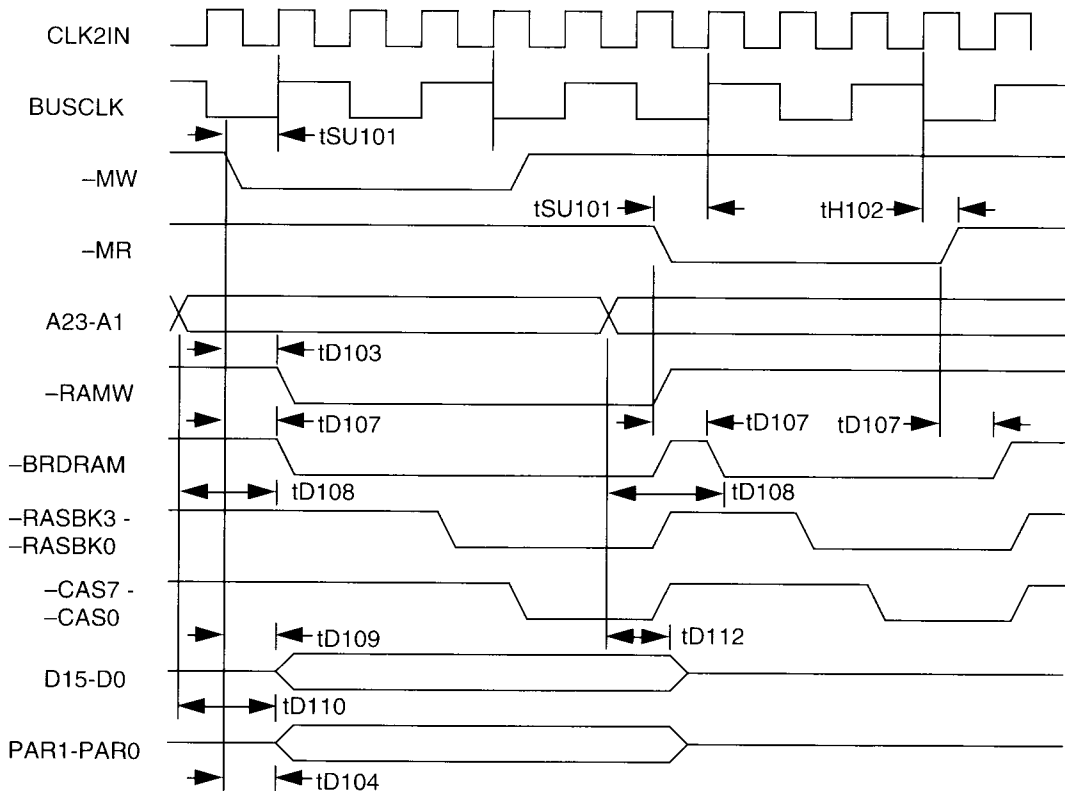 CLK2IN
BUSCLK
tSU101
–MW
tSU101
tH102
–MR
A23-A1
tD103
–RAMW
tD107
tD107
tD107
–BRDRAM
tD108
tD108
–RASBK3 -
–RASBK0
–CAS7 -
–CAS0
tD109
tD112
D15-D0
tD110
PAR1-PAR0
tD104